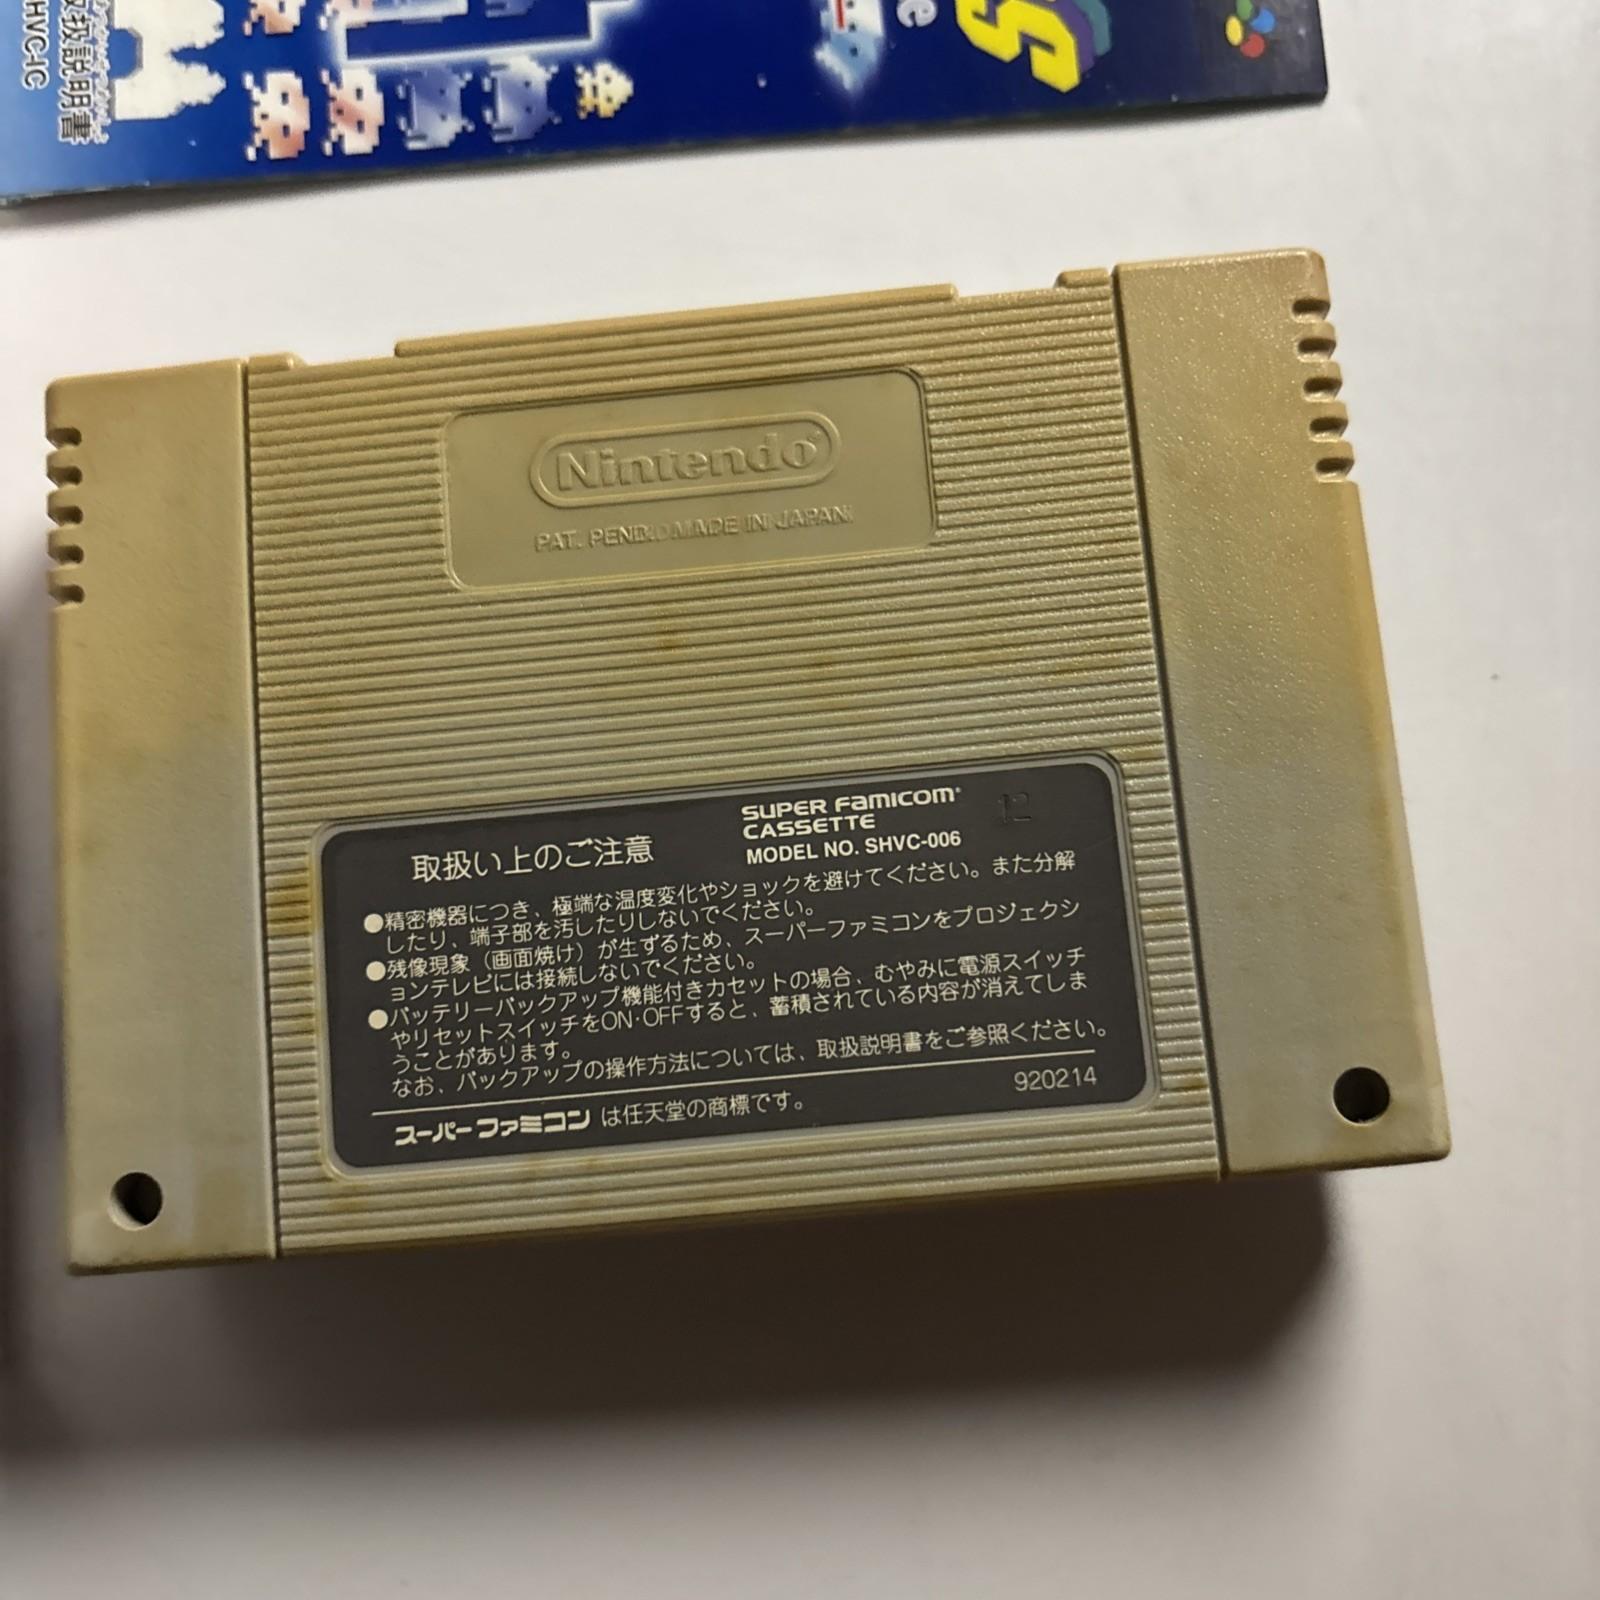 取扱説明書
Nintendo
PAT. PEND. MADE IN JAPAN
SUPER Famicom
CASSETTE
MODEL NO. SHVC-006
12
取扱い上のご注意
●精密機器につき、極端な温度変化やショックを避けてください。また分解
したり、端子部を汚したりしないでください。
●残像現象（画面焼け）が生ずるため、スーパーファミコンをプロジェクシ
ョンテレビには接続しないでください。
●バッテリーバックアップ機能付きカセットの場合、むやみに電源スイッチ
やリセットスイッチをON･OFFすると、蓄積されている内容が消えてしま
うことがあります。
なお、バックアップの操作方法については、取扱説明書をご参照ください。
920214
スーパーファミコン は任天堂の商標です。